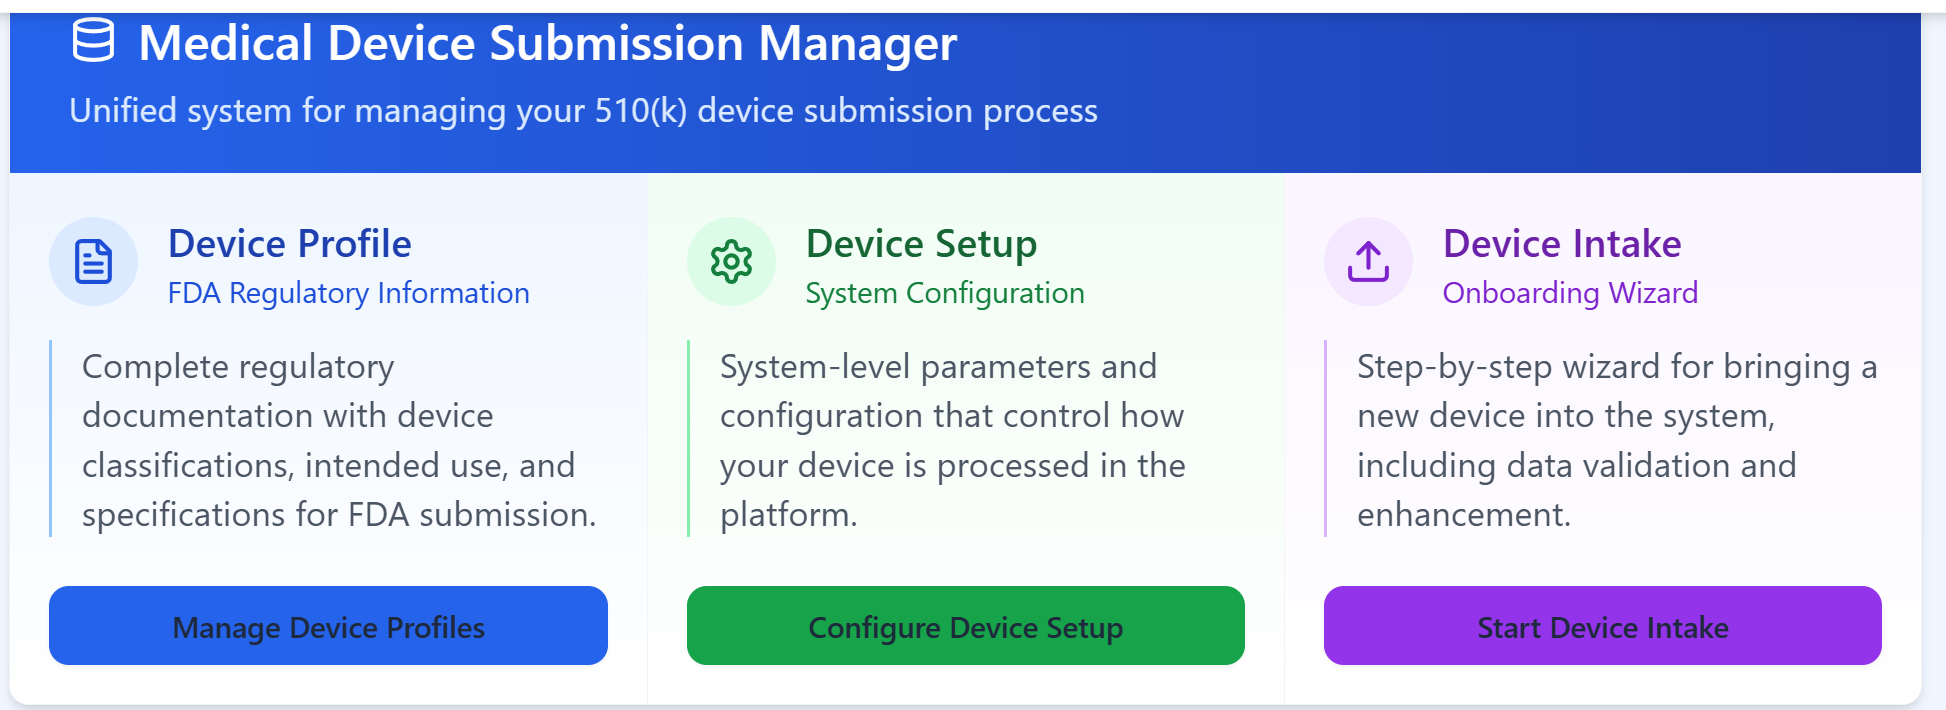 Medical Device Submission Manager
Unified system for managing your 510(k) device submission process
Device Profile
FDA Regulatory Information
Complete regulatory
documentation with device
classifications, intended use, and
specifications for FDA submission.
Manage Device Profiles
Device Setup
System Configuration
System-level parameters and
configuration that control how
your device is processed in the
platform.
Configure Device Setup
Device Intake
Onboarding Wizard
Step-by-step wizard for bringing a
new device into the system,
including data validation and
enhancement.
Start Device Intake